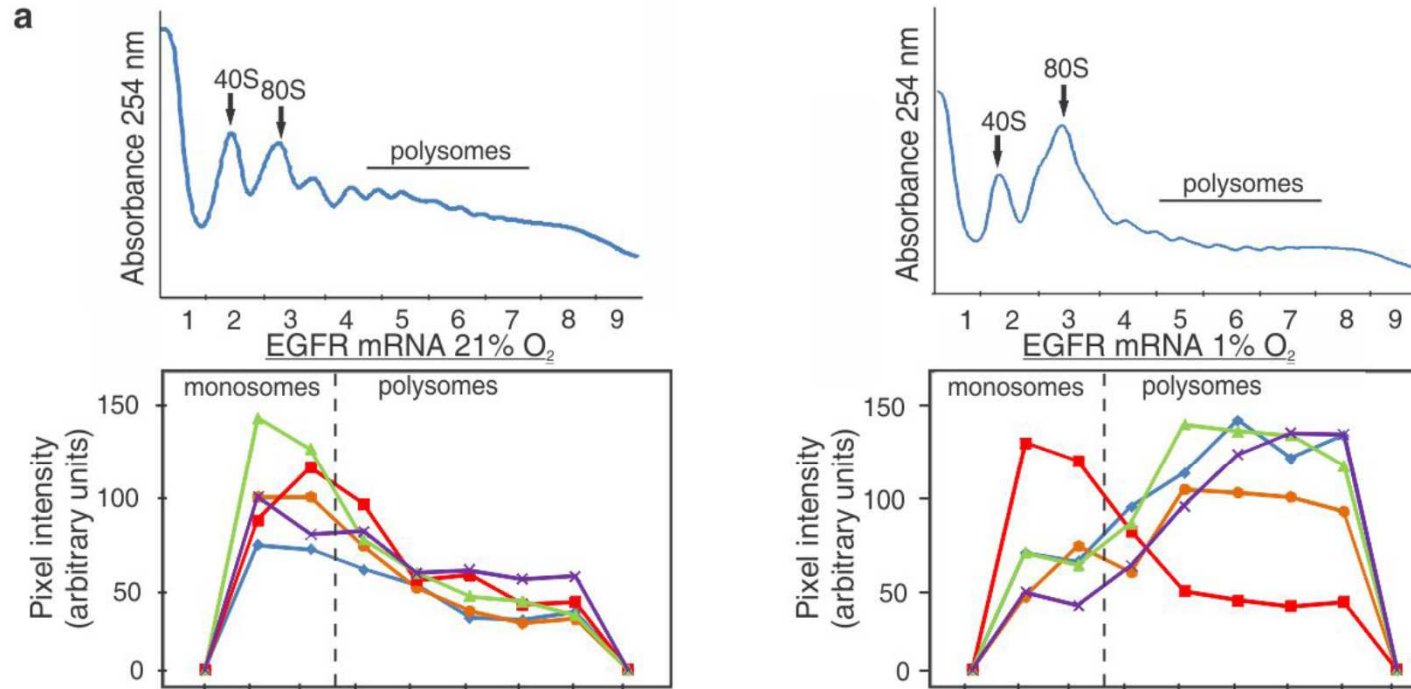 a
Absorbance 254 nm
40S
80S
polysomes
1 2 3 4 5 6 7 8 9
EGFR mRNA 21% O2
monosomes
polysomes
Pixel intensity
(arbitrary units)
150
100
50
0
Absorbance 254 nm
40S
80S
polysomes
1 2 3 4 5 6 7 8 9
EGFR mRNA 1% O2
monosomes
polysomes
Pixel intensity
(arbitrary units)
150
100
50
0